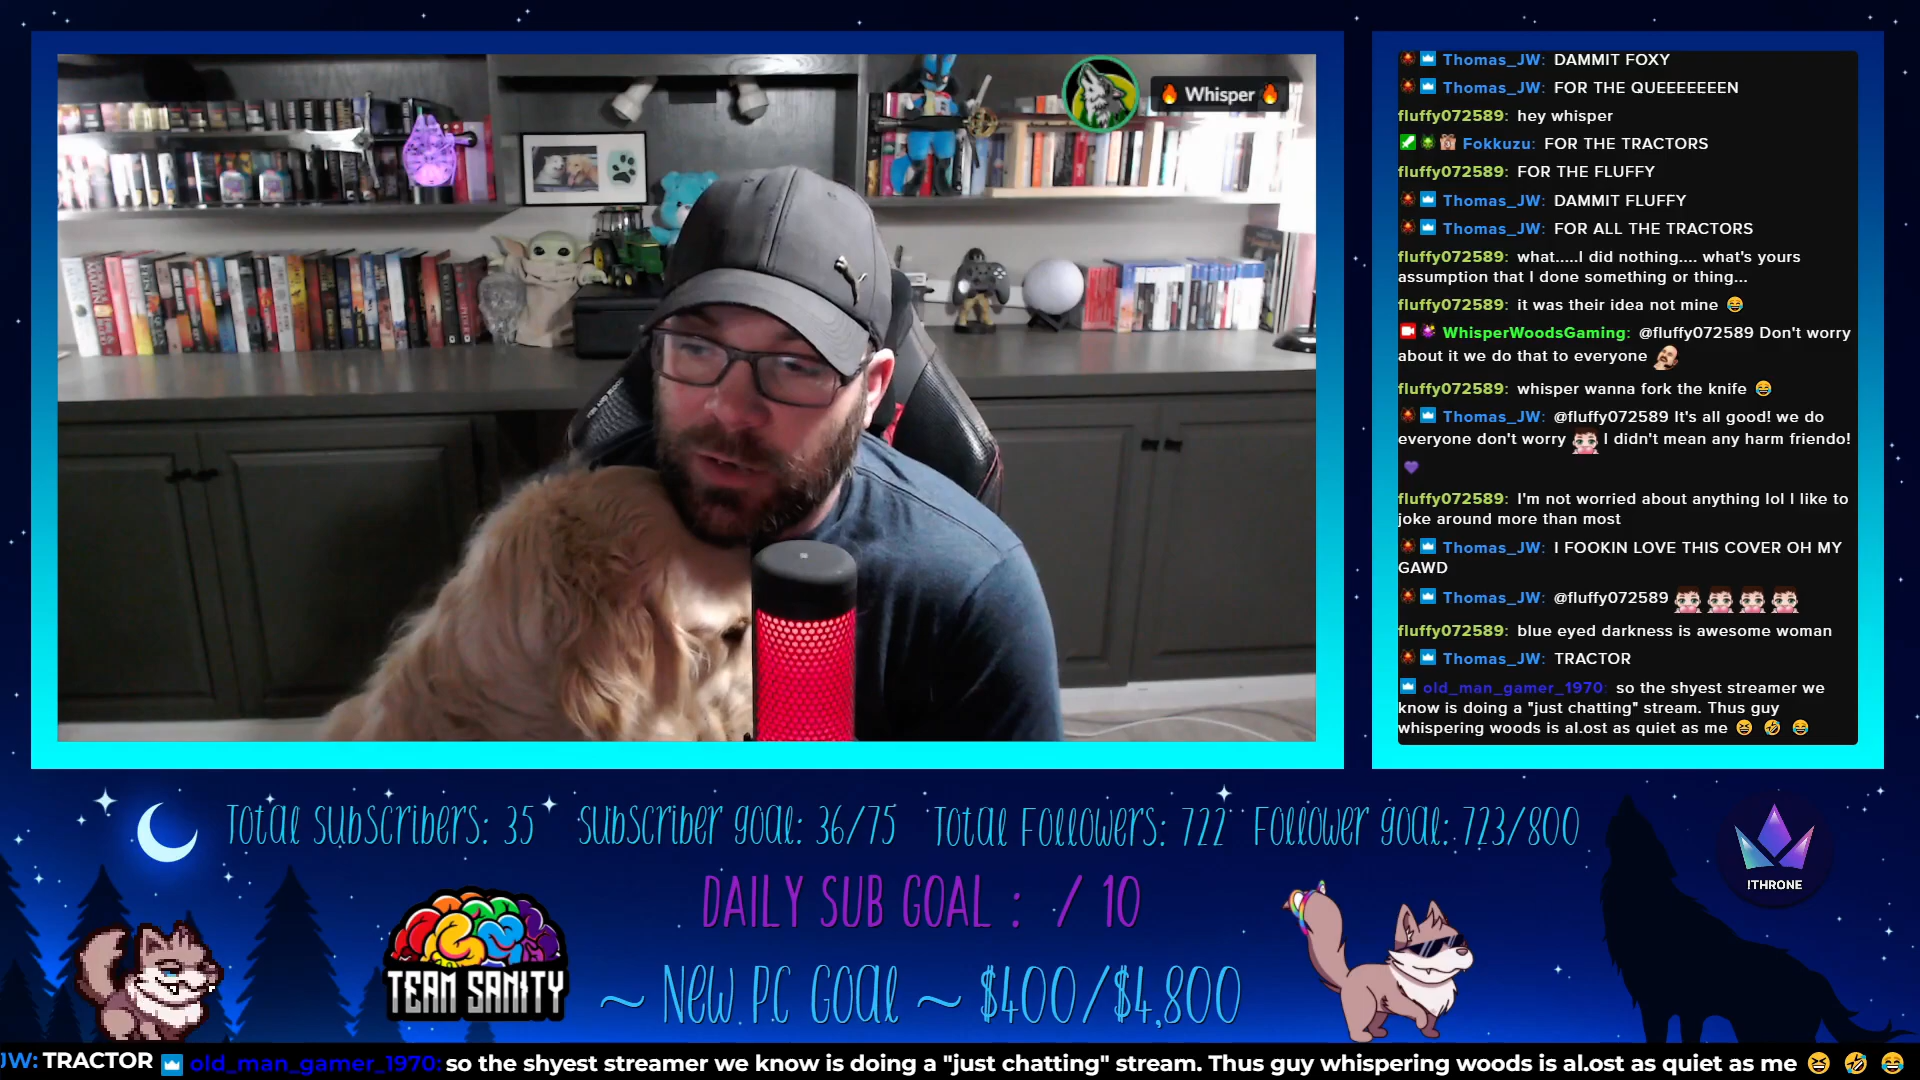 Whisper
Thomas_JW: DAMMIT FOXY
Thomas_JW: FOR THE QUEEEEEEEN
fluffy072589: hey whisper
Fokkuzu: FOR THE TRACTORS
fluffy072589: FOR THE FLUFFY
Thomas_JW: DAMMIT FLUFFY
Thomas_JW: FOR ALL THE TRACTORS
fluffy072589: what.....I did nothing.... what's yours
assumption that I done something or thing...
fluffy072589: it was their idea not mine 😂
WhisperWoodsGaming: @fluffy072589 Don't worry
about it we do that to everyone
fluffy072589: whisper wanna fork the knife 😂
Thomas_JW: @fluffy072589 It's all good! we do
everyone don't worry I didn't mean any harm friendo!
💜
fluffy072589: I'm not worried about anything lol I like to
joke around more than most
Thomas_JW: I FOOKIN LOVE THIS COVER OH MY
GAWD
Thomas_JW: @fluffy072589
fluffy072589: blue eyed darkness is awesome woman
Thomas_JW: TRACTOR
old_man_gamer_1970: so the shyest streamer we
know is doing a "just chatting" stream. Thus guy
whispering woods is al.ost as quiet as me 😆 🤣 😂
Total Subscribers: 35 Subscriber goal: 36/75 Total Followers: 722 Follower goal: 723/800
!THRONE
DAILY SUB GOAL : / 10
TEAM SANITY
~ New PC Goal ~ $400/$4,800
JW: TRACTOR old_man_gamer_1970: so the shyest streamer we know is doing a "just chatting" stream. Thus guy whispering woods is al.ost as quiet as me 😆 🤣 😂